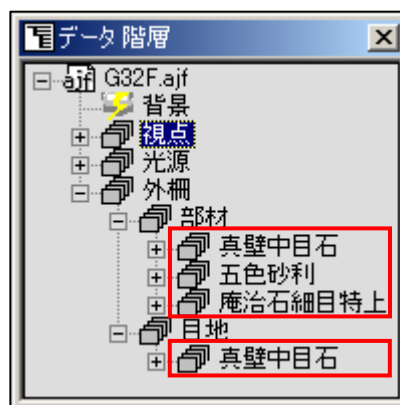 データ階層
G32F.ajf
背景
視点
光源
外柵
部材
真壁中目石
五色砂利
庵治石細目特上
目地
真壁中目石